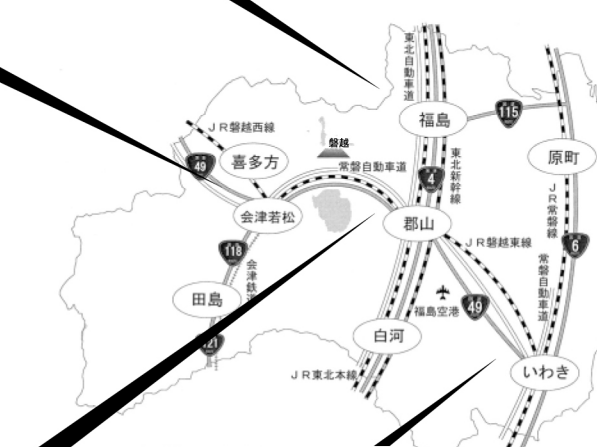 東北自動車道
福島
115
ＪＲ磐越西線
磐越
49
喜多方
常磐自動車道
4
東北新幹線
原町
ＪＲ常磐線
会津若松
郡山
ＪＲ磐越東線
6
118
会津鉄道
常磐自動車道
田島
福島空港
49
白河
121
ＪＲ東北本線
いわき